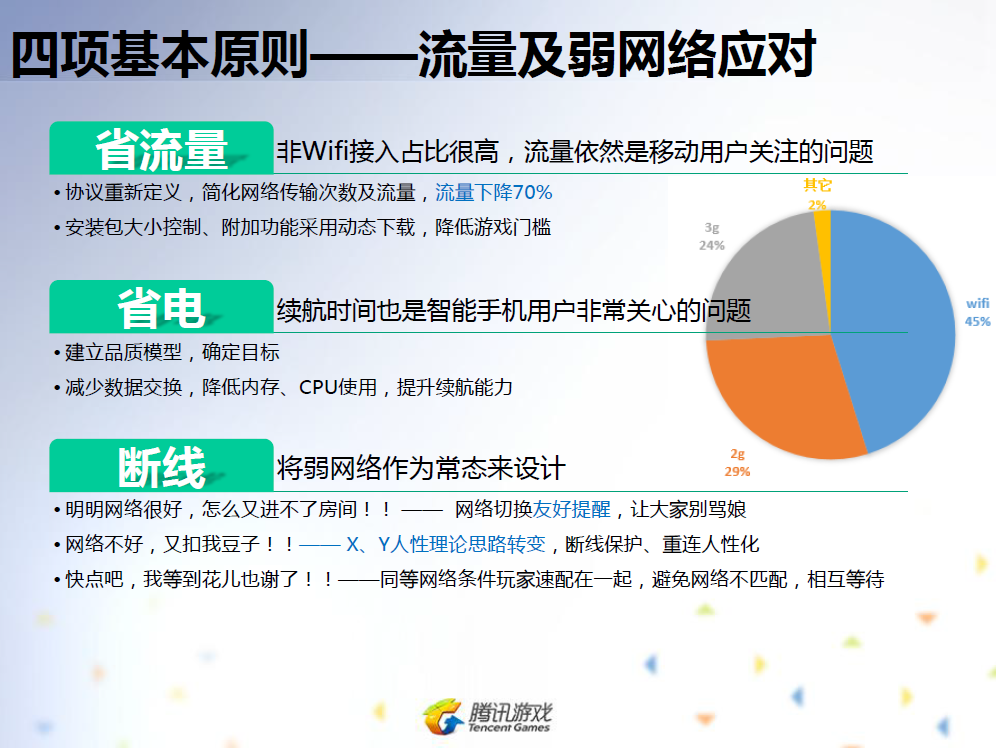 四项基本原则——流量及弱网络应对
省流量 非Wifi接入占比很高，流量依然是移动用户关注的问题
• 协议重新定义，简化网络传输次数及流量，流量下降70%
• 安装包大小控制、附加功能采用动态下载，降低游戏门槛
其它
2%
3g
24%
wifi
45%
2g
29%
省电 续航时间也是智能手机用户非常关心的问题
• 建立品质模型，确定目标
• 减少数据交换，降低内存、CPU使用，提升续航能力
断线 将弱网络作为常态来设计
• 明明网络很好，怎么又进不了房间！！—— 网络切换友好提醒，让大家别骂娘
• 网络不好，又扣我豆子！！—— X、Y人性理论思路转变，断线保护、重连人性化
• 快点吧，我等到花儿也谢了！！——同等网络条件玩家速配在一起，避免网络不匹配，相互等待
腾讯游戏
Tencent Games